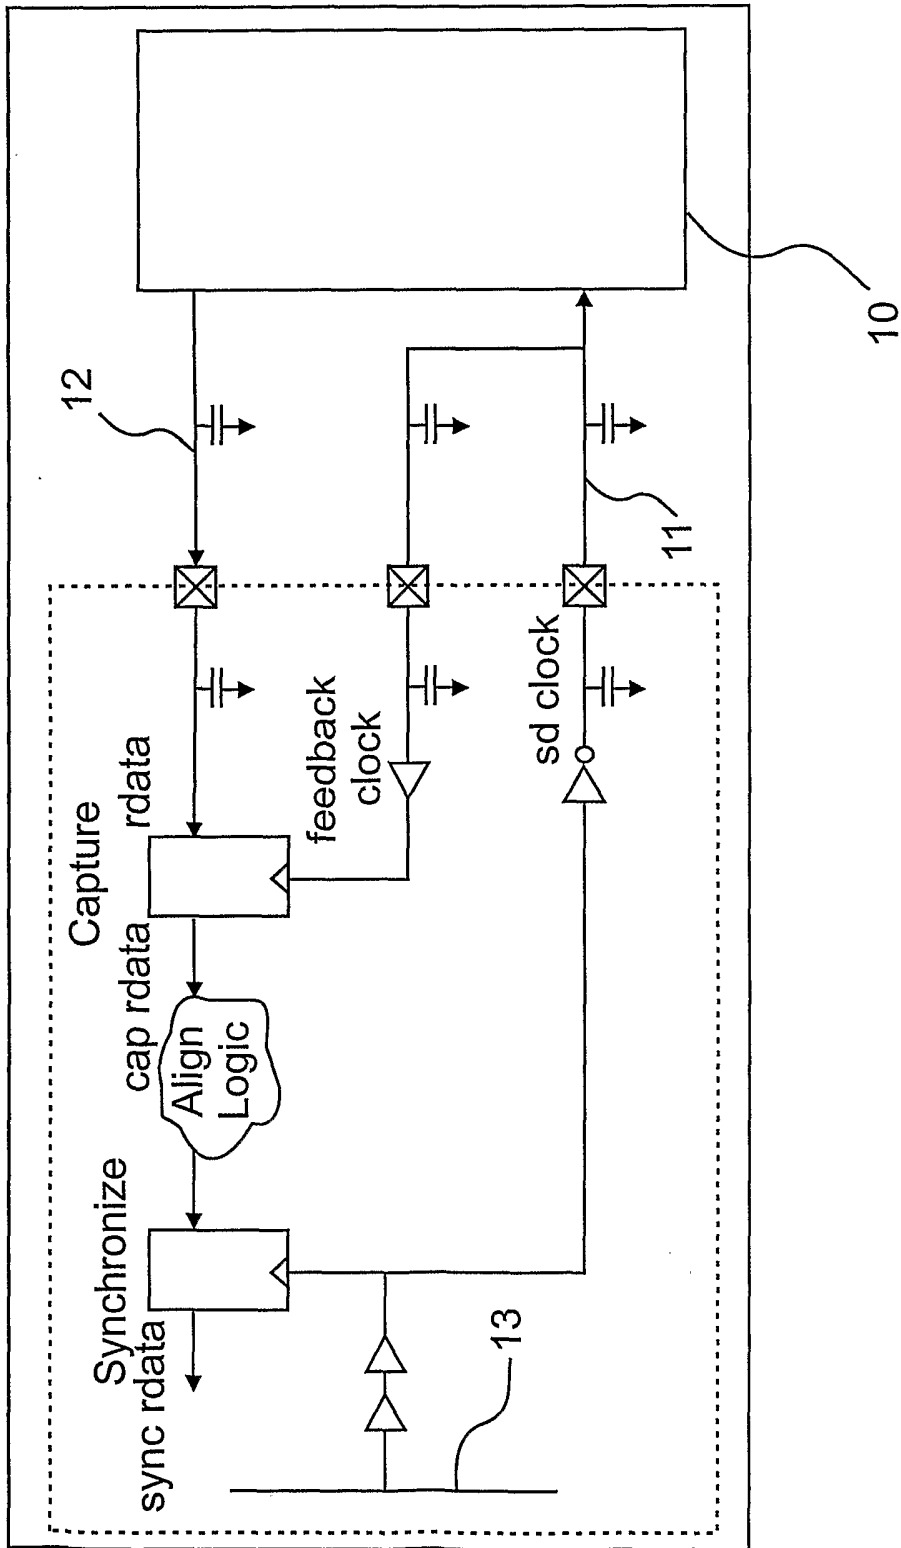 Synchronize
sync rdata
Align
Logic
cap rdata
Capture
rdata
12
feedback
clock
13
sd clock
11
10